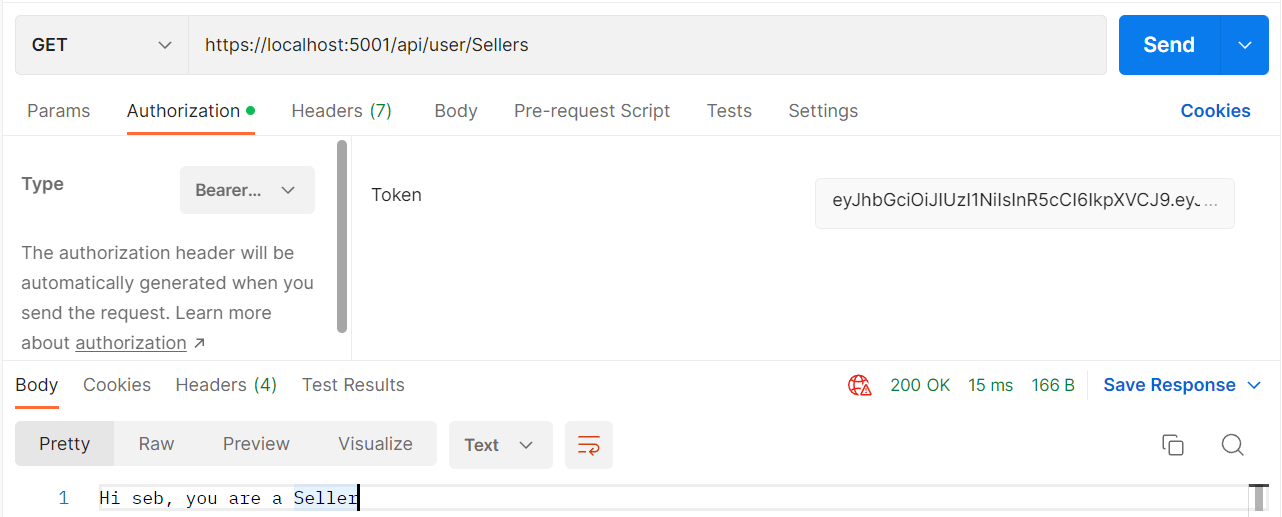 GET https://localhost:5001/api/user/Sellers Send
Params Authorization Headers (7) Body Pre-request Script Tests Settings Cookies
Type Bearer...
Token eyJhbGciOiJIUzI1NiIsInR5cCI6IkpXVCJ9.eyJ...
The authorization header will be
automatically generated when you
send the request. Learn more
about authorization ↗
Body Cookies Headers (4) Test Results 200 OK 15 ms 166 B Save Response
Pretty Raw Preview Visualize Text
1 Hi seb, you are a Seller